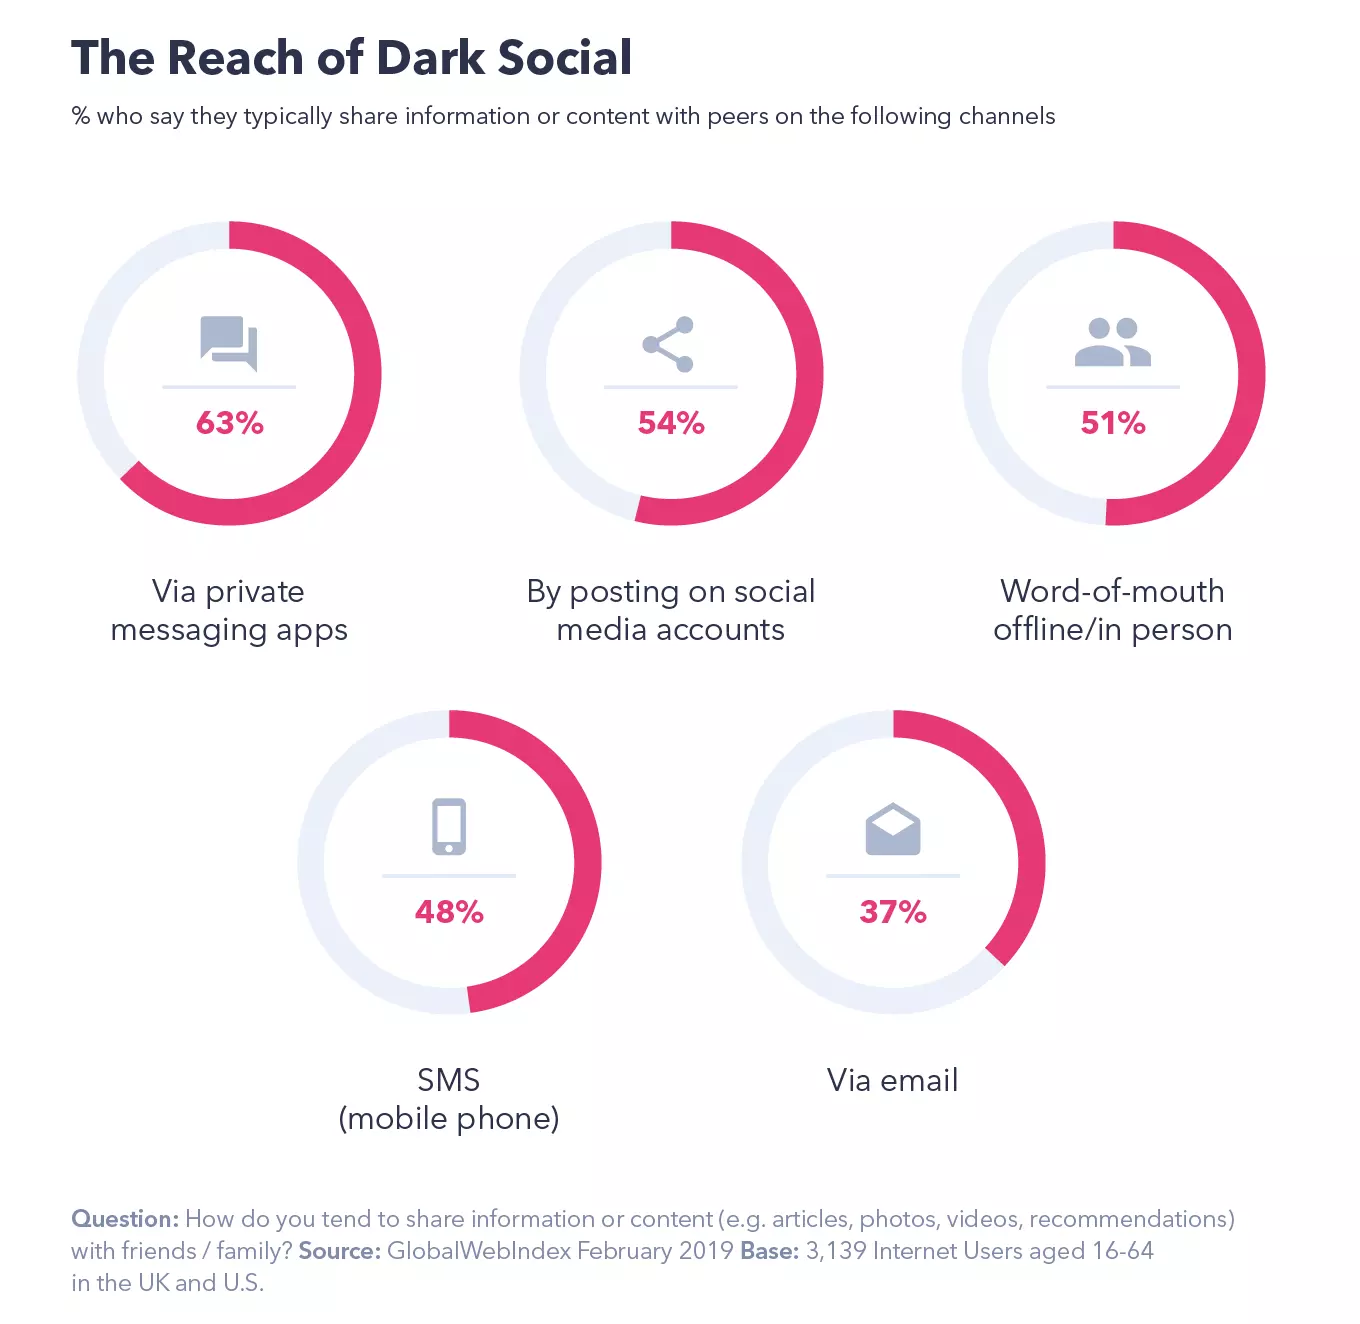 The Reach of Dark Social
% who say they typically share information or content with peers on the following channels
63%
54%
51%
Via private
messaging apps
By posting on social
media accounts
Word-of-mouth
offline/in person
48%
37%
SMS
(mobile phone)
Via email
Question: How do you tend to share information or content (e.g. articles, photos, videos, recommendations)
with friends / family? Source: GlobalWebIndex February 2019 Base: 3,139 Internet Users aged 16-64
in the UK and U.S.